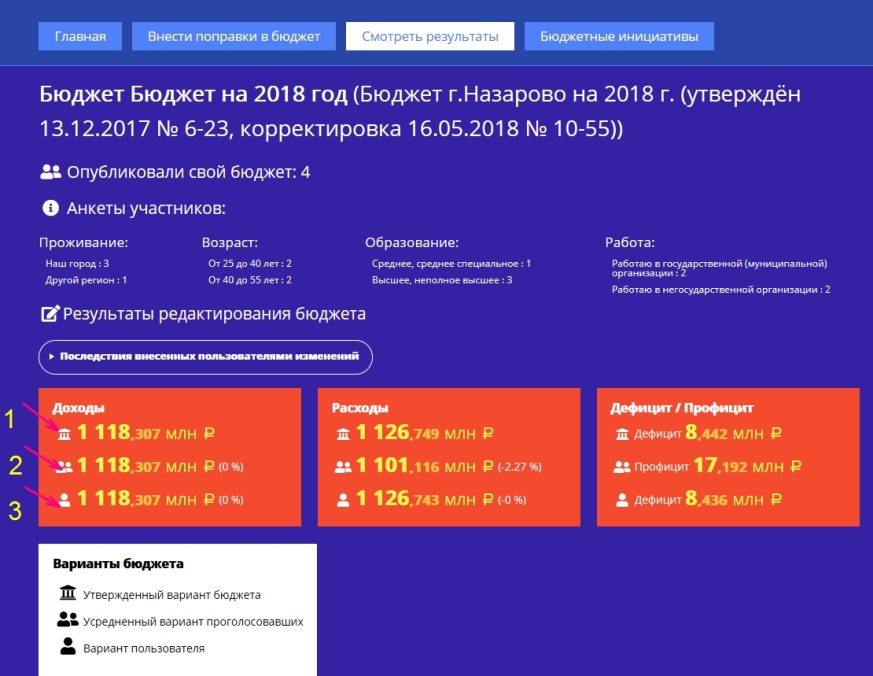 Главная Внести поправки в бюджет Смотреть результаты Бюджетные инициативы
Бюджет Бюджет на 2018 год (Бюджет г.Назарово на 2018 г. (утверждён
13.12.2017 № 6-23, корректировка 16.05.2018 № 10-55))
Опубликовали свой бюджет: 4
Анкеты участников:
Проживание:
Наш город : 3
Другой регион : 1
Возраст:
От 25 до 40 лет : 2
От 40 до 55 лет : 2
Образование:
Среднее, среднее специальное : 1
Высшее, неполное высшее : 3
Работа:
Работаю в государственной (муниципальной)
организации : 2
Работаю в негосударственной организации : 2
Результаты редактирования бюджета
Последствия внесенных пользователями изменений
1
2
3
Доходы
1 118,307 млн ₽
1 118,307 млн ₽ (0 %)
1 118,307 млн ₽ (0 %)
Расходы
1 126,749 млн ₽
1 101,116 млн ₽ (-2.27 %)
1 126,743 млн ₽ (-0 %)
Дефицит / Профицит
Дефицит 8,442 млн ₽
Профицит 17,192 млн ₽
Дефицит 8,436 млн ₽
Варианты бюджета
Утвержденный вариант бюджета
Усредненный вариант проголосовавших
Вариант пользователя